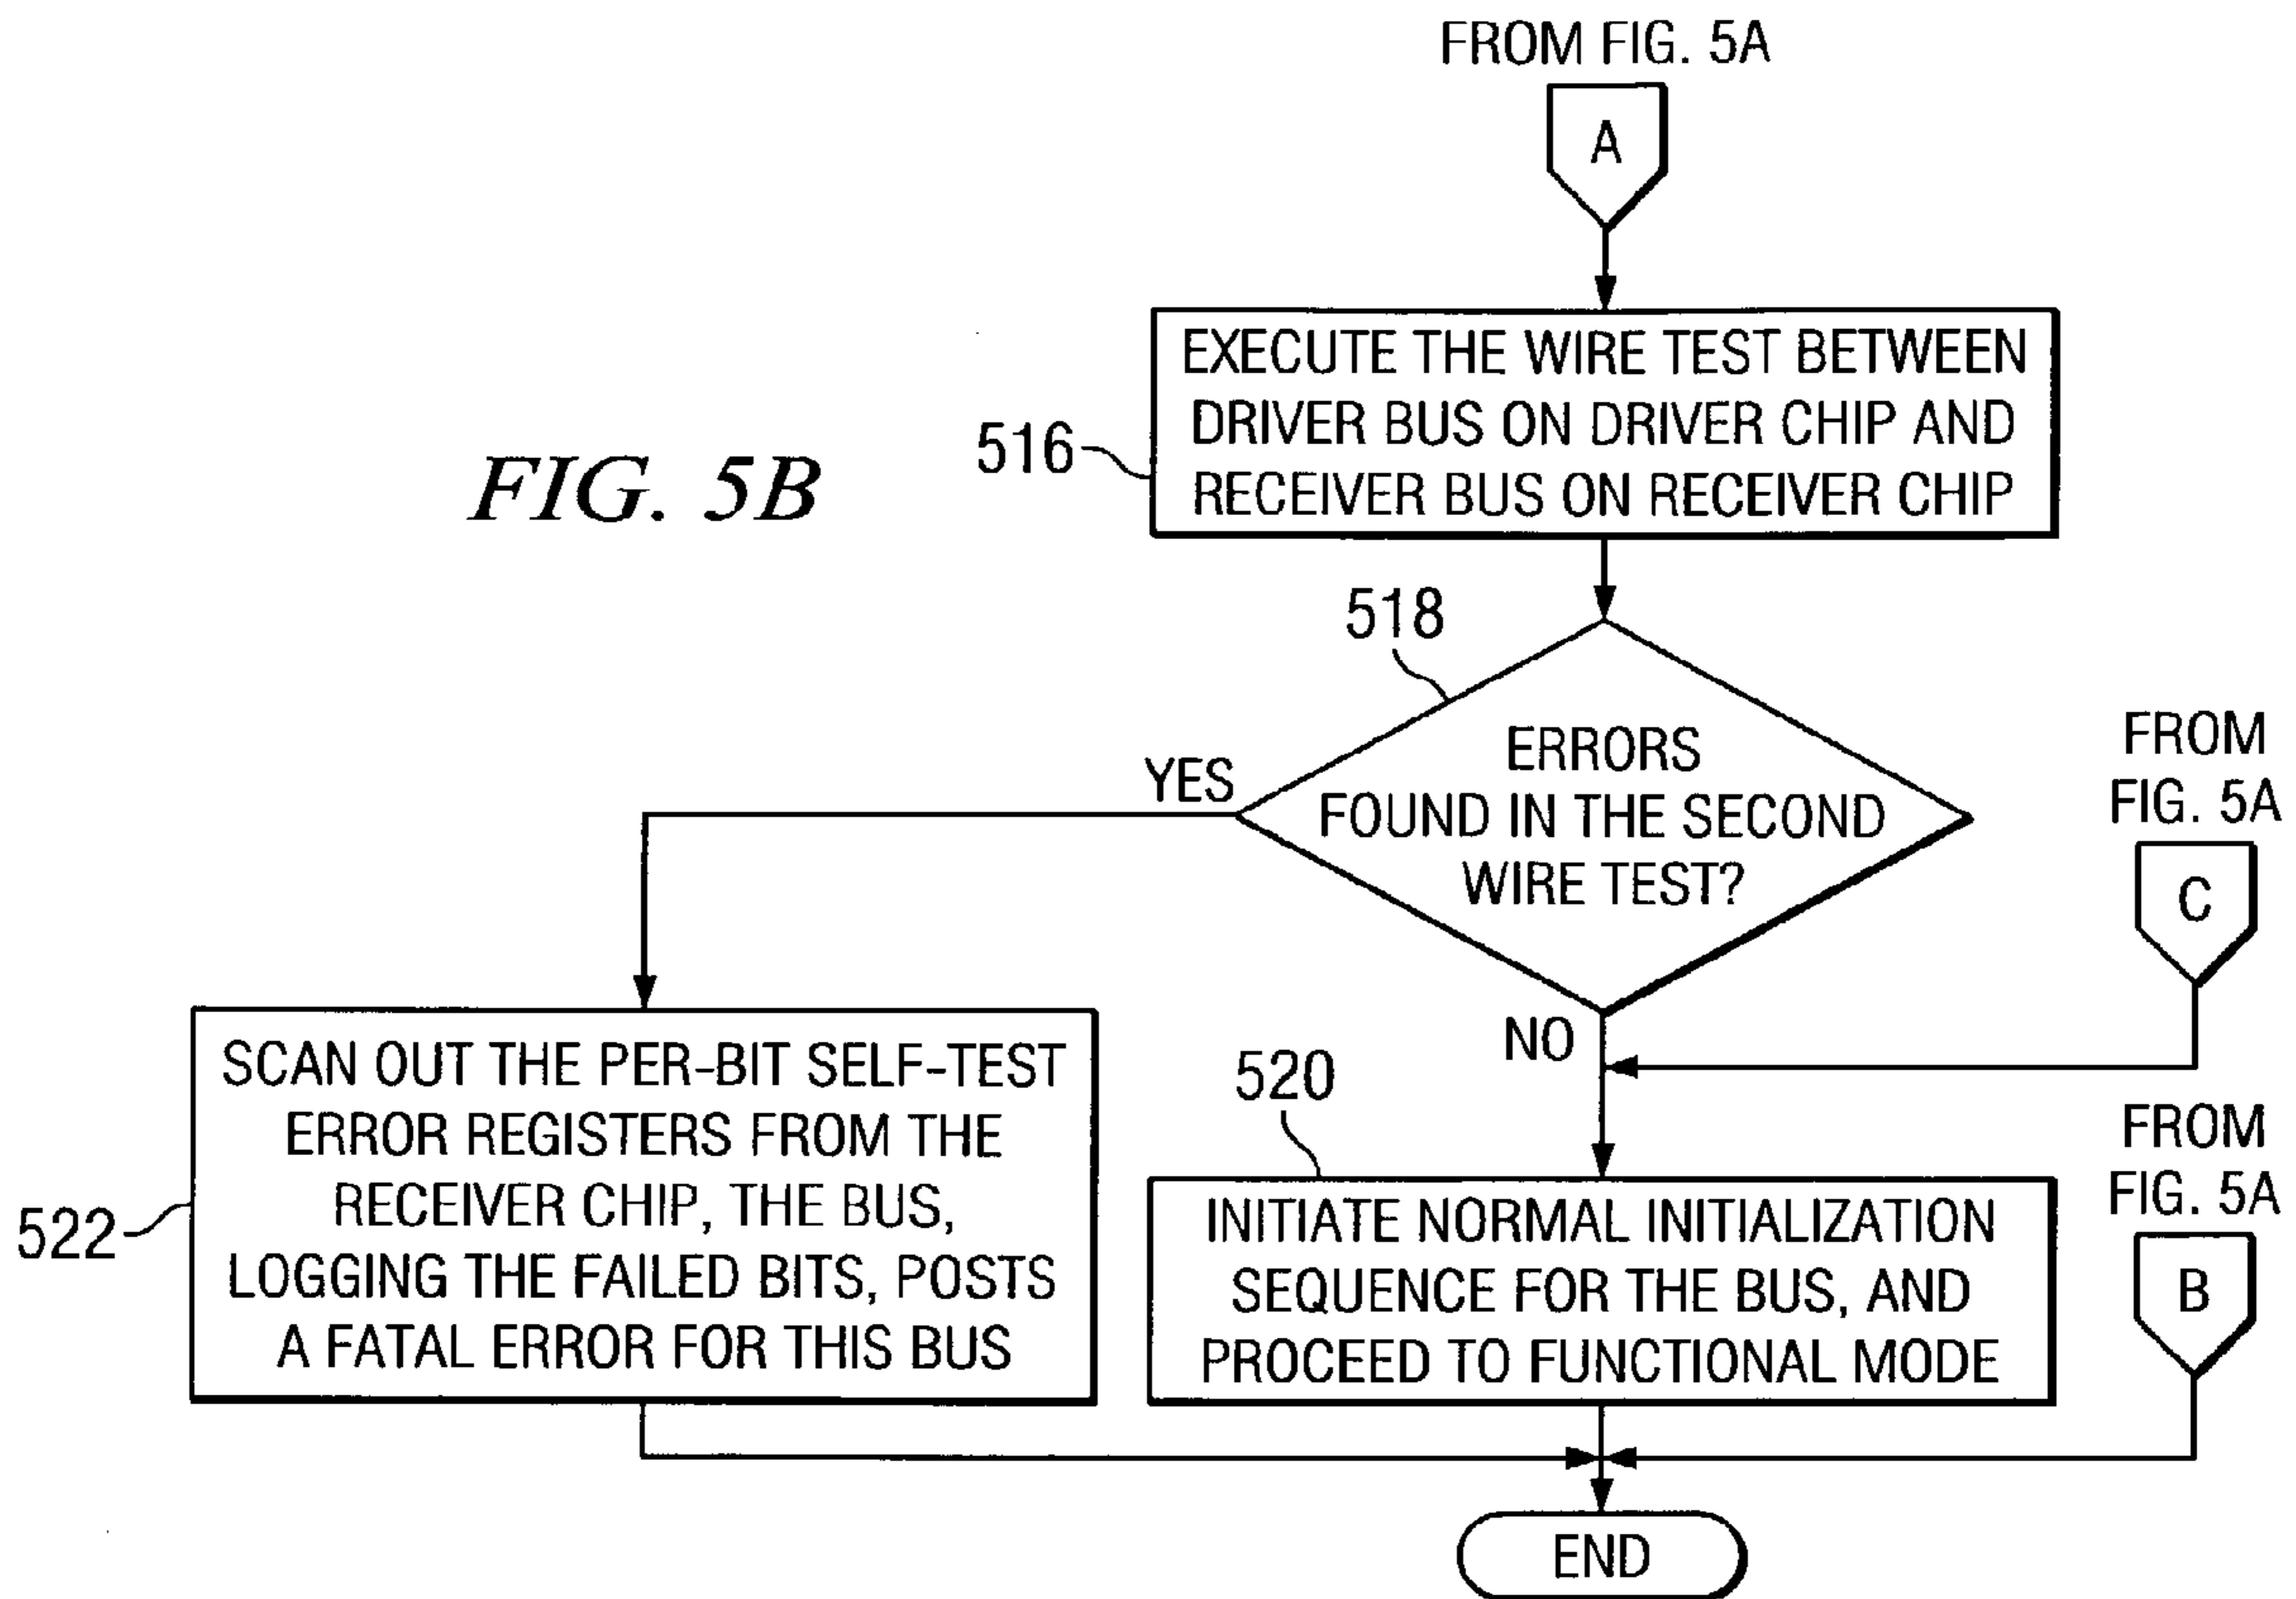 FROM FIG. 5A
A
EXECUTE THE WIRE TEST BETWEEN
DRIVER BUS ON DRIVER CHIP AND
RECEIVER BUS ON RECEIVER CHIP
516
FIG. 5B
518
ERRORS
FOUND IN THE SECOND
WIRE TEST?
YES
NO
FROM
FIG. 5A
C
522
SCAN OUT THE PER-BIT SELF-TEST
ERROR REGISTERS FROM THE
RECEIVER CHIP, THE BUS,
LOGGING THE FAILED BITS, POSTS
A FATAL ERROR FOR THIS BUS
520
INITIATE NORMAL INITIALIZATION
SEQUENCE FOR THE BUS, AND
PROCEED TO FUNCTIONAL MODE
FROM
FIG. 5A
B
END